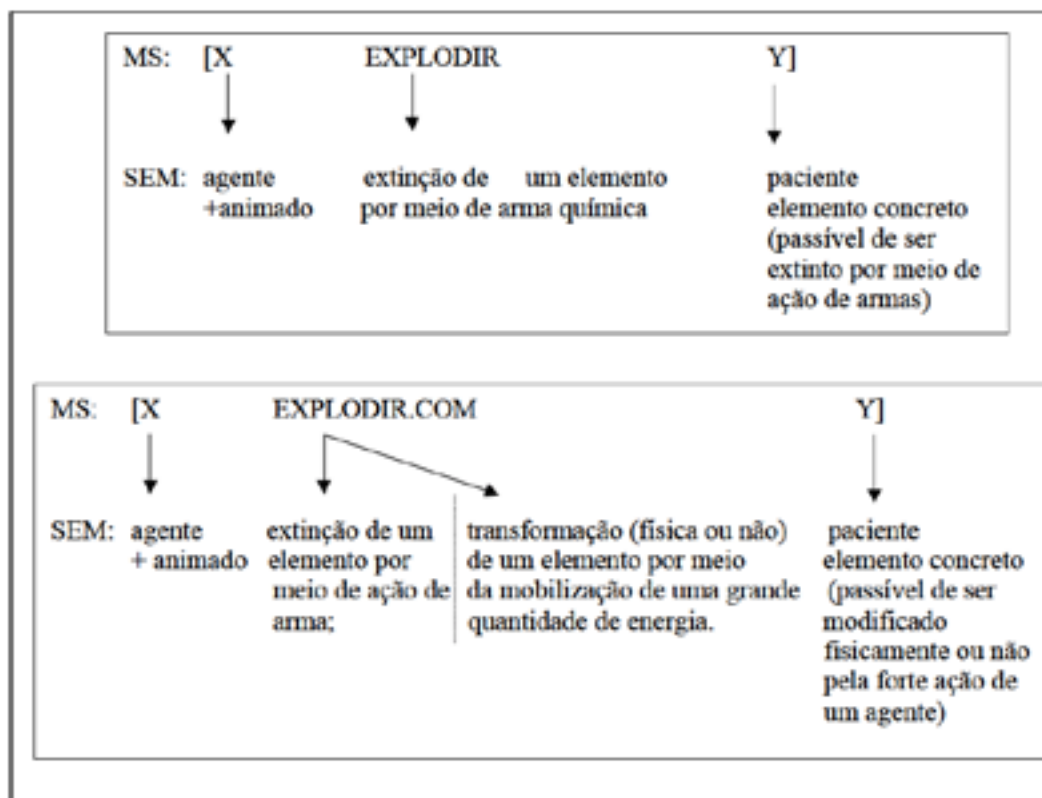 MS: [X EXPLODIR Y]
SEM: agente extinção de um elemento paciente
+animado por meio de arma química elemento concreto
(passível de ser
extinto por meio de
ação de armas)
MS: [X EXPLODIR.COM Y]
SEM: agente extinção de um transformação (física ou não) paciente
+ animado elemento por de um elemento por meio elemento concreto
meio de ação de da mobilização de uma grande (passível de ser
arma; quantidade de energia. modificado
fisicamente ou não
pela forte ação de
um agente)